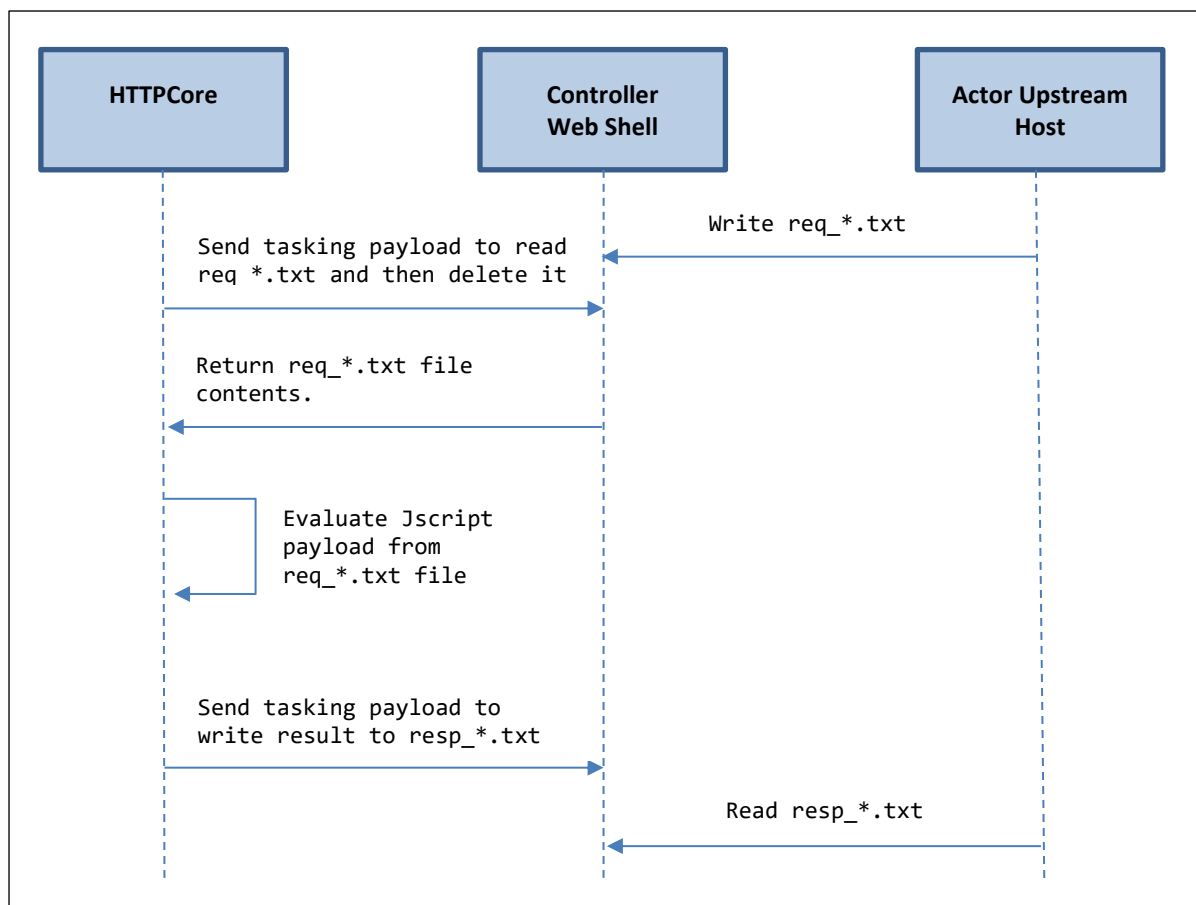 HTTPCore
Controller
Web Shell
Actor Upstream
Host
Write req_*.txt
Send tasking payload to read
req *.txt and then delete it
Return req_*.txt file
contents.
Evaluate Jscript
payload from
req_*.txt file
Send tasking payload to
write result to resp_*.txt
Read resp_*.txt